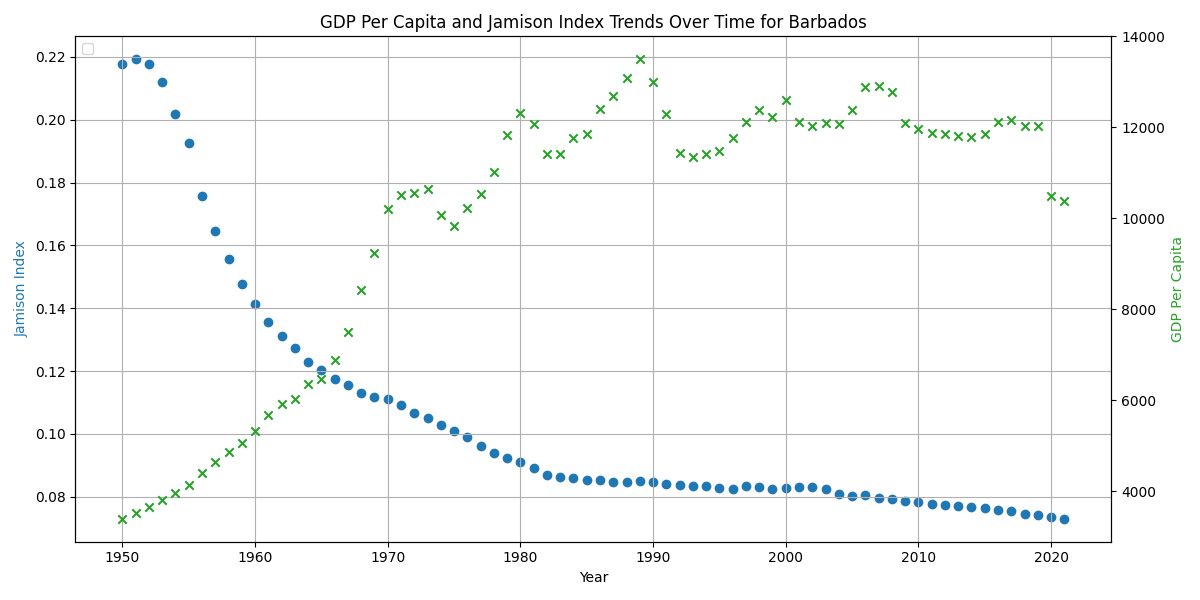 GDP Per Capita and Jamison Index Trends Over Time for Barbados
0.22
0.20
0.18
0.16
0.14
0.12
0.10
0.08
Jamison Index
14000
12000
10000
8000
6000
4000
GDP Per Capita
1950 1960 1970 1980 1990 2000 2010 2020
Year